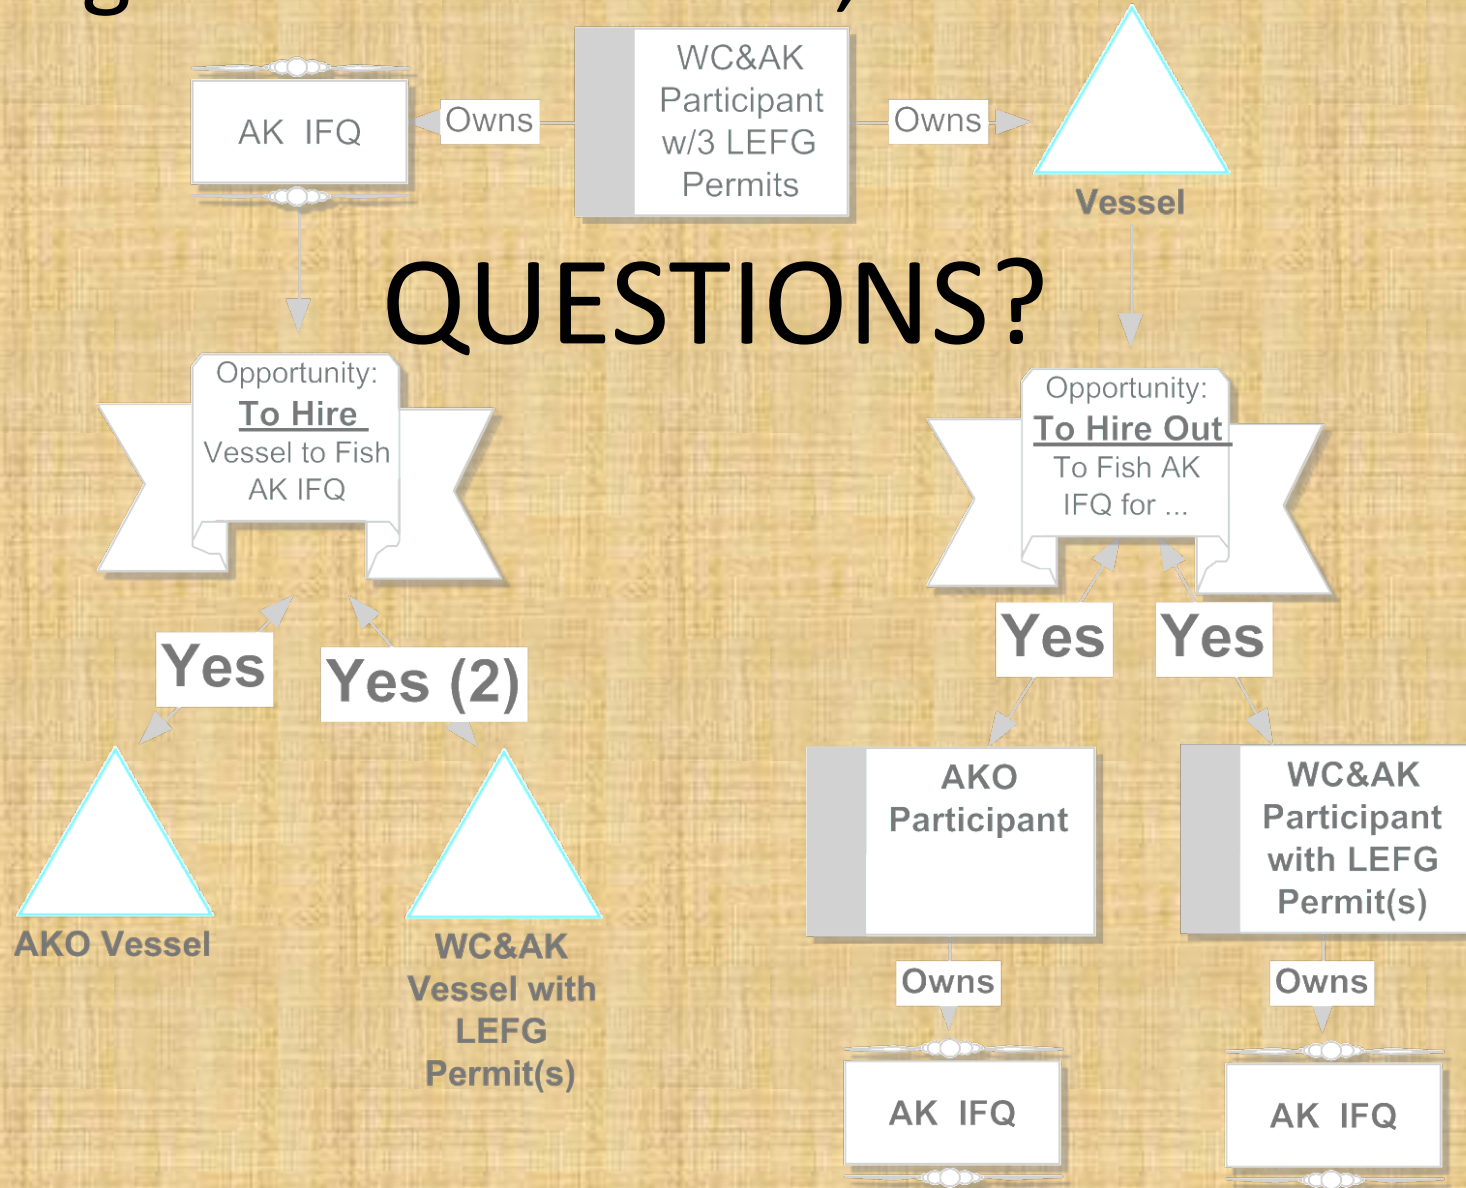 WC&AK
Participant
w/3 LEFG
Permits
Owns
AK IFQ
Owns
Vessel
QUESTIONS?
Opportunity:
To Hire
Vessel to Fish
AK IFQ
Opportunity:
To Hire Out
To Fish AK
IFQ for ...
Yes
Yes (2)
Yes
Yes
AKO Vessel
WC&AK
Vessel with
LEFG
Permit(s)
AKO
Participant
WC&AK
Participant
with LEFG
Permit(s)
Owns
Owns
AK IFQ
AK IFQ